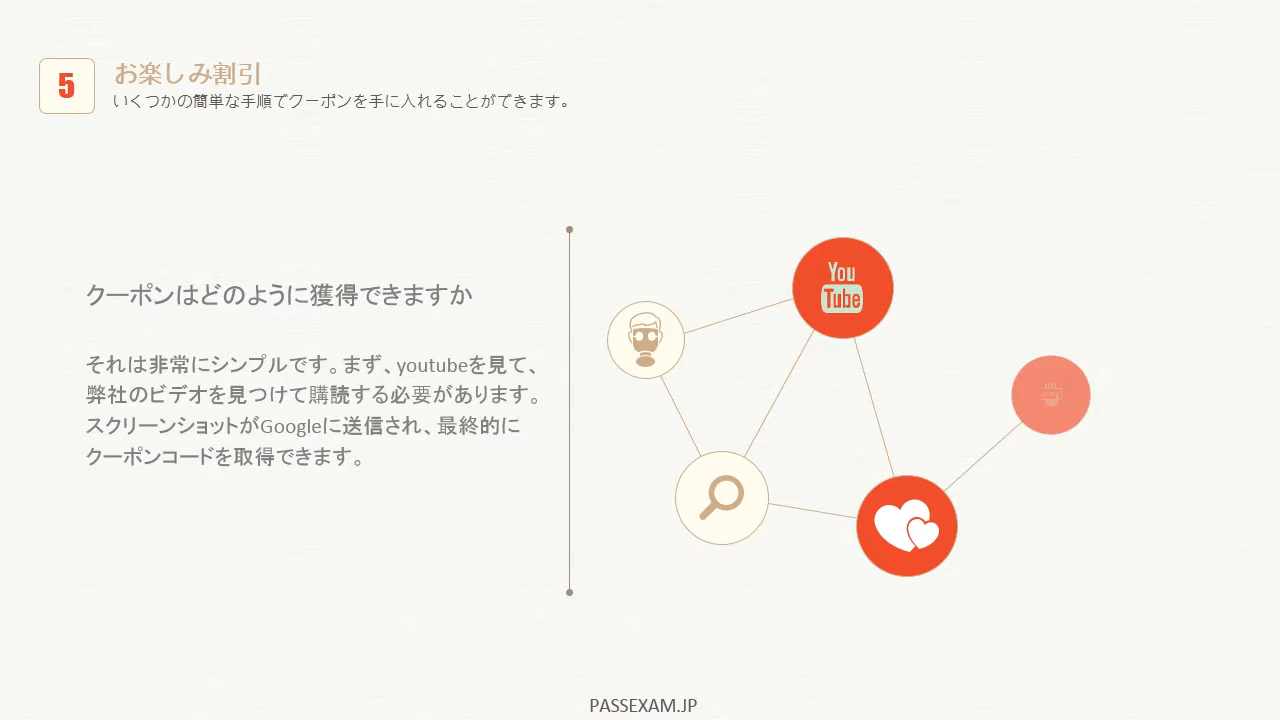 5
お楽しみ割引
いくつかの簡単な手順でクーポンを手に入れることができます。
クーポンはどのように獲得できますか
それは非常にシンプルです。まず、youtubeを見て、
弊社のビデオを見つけて購読する必要があります。
スクリーンショットがGoogleに送信され、最終的に
クーポンコードを取得できます。
You
Tube
PASSEXAM.JP